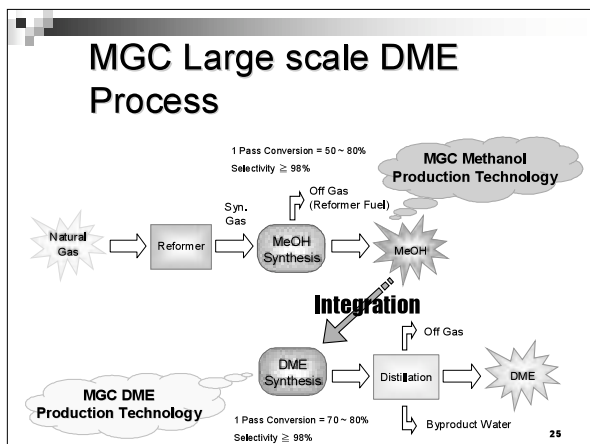 MGC Large scale DME
Process
1 Pass Conversion = 50 ~ 80%
Selectivity ≧ 98%
MGC Methanol
Production Technology
Off Gas
(Reformer Fuel)
Syn.
Gas
Natural
Gas
Reformer
MeOH
Synthesis
MeOH
Integration
Off Gas
DME
Synthesis
Distillation
DME
MGC DME
Production Technology
1 Pass Conversion = 70 ~ 80%
Selectivity ≧ 98%
Byproduct Water
25